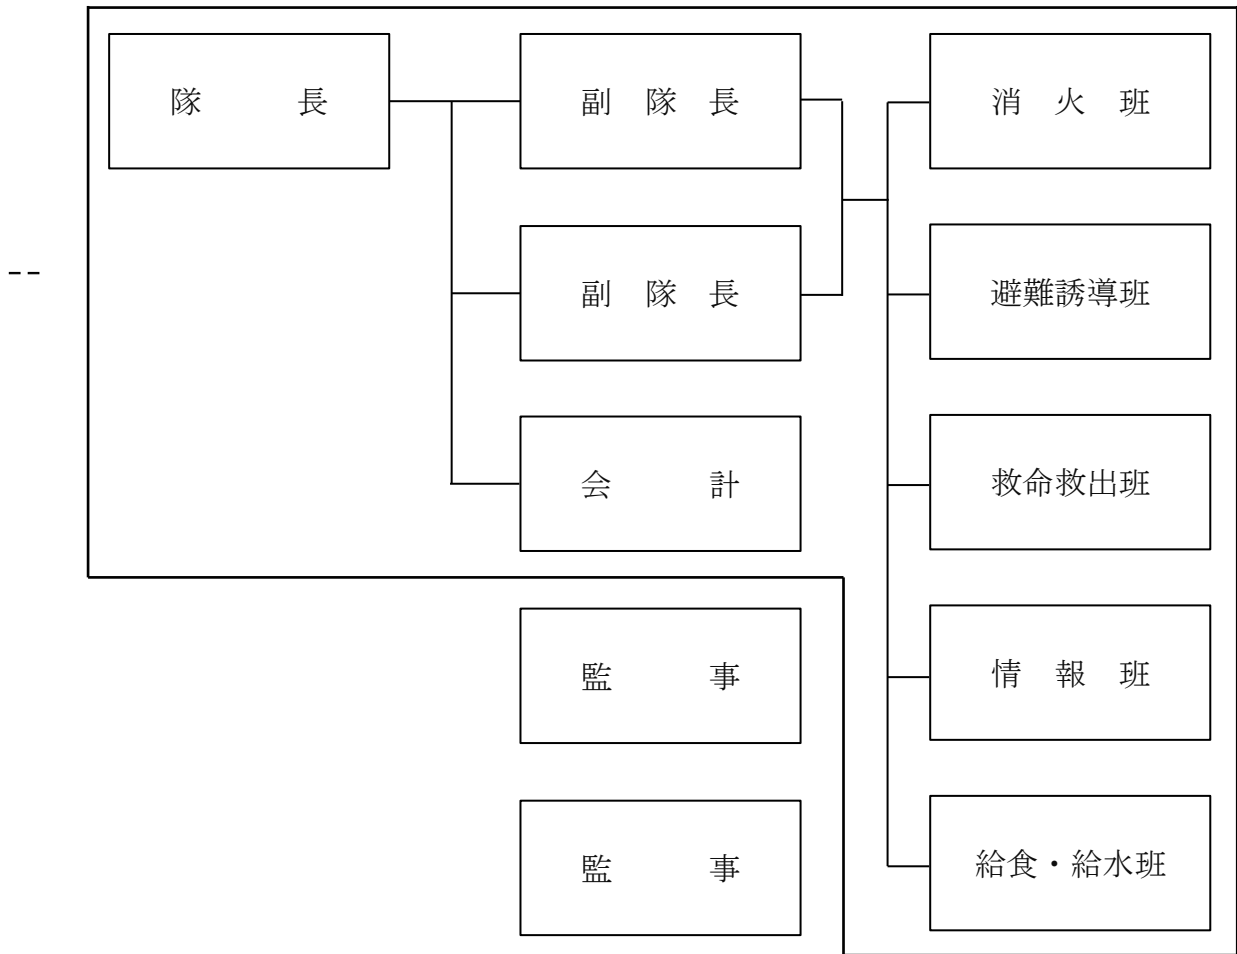 隊　長
副　隊　長
消　火　班
--
副　隊　長
避難誘導班
会　計
救命救出班
監　事
情　報　班
監　事
給食・給水班